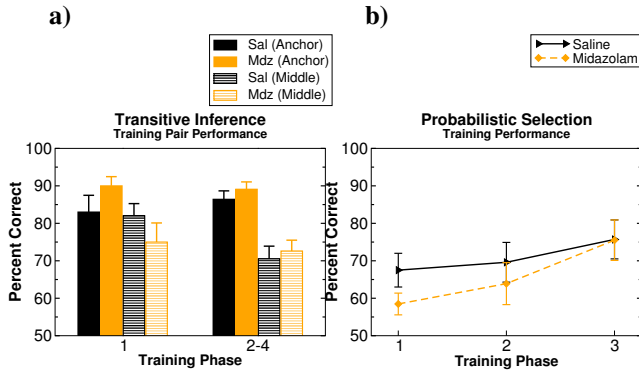 a)
Sal (Anchor)
Mdz (Anchor)
Sal (Middle)
Mdz (Middle)
Transitive Inference
Training Pair Performance
Percent Correct
100
90
80
70
60
50
1
2-4
Training Phase
b)
Saline
Midazolam
Probabilistic Selection
Training Performance
Percent Correct
100
90
80
70
60
50
1
2
3
Training Phase